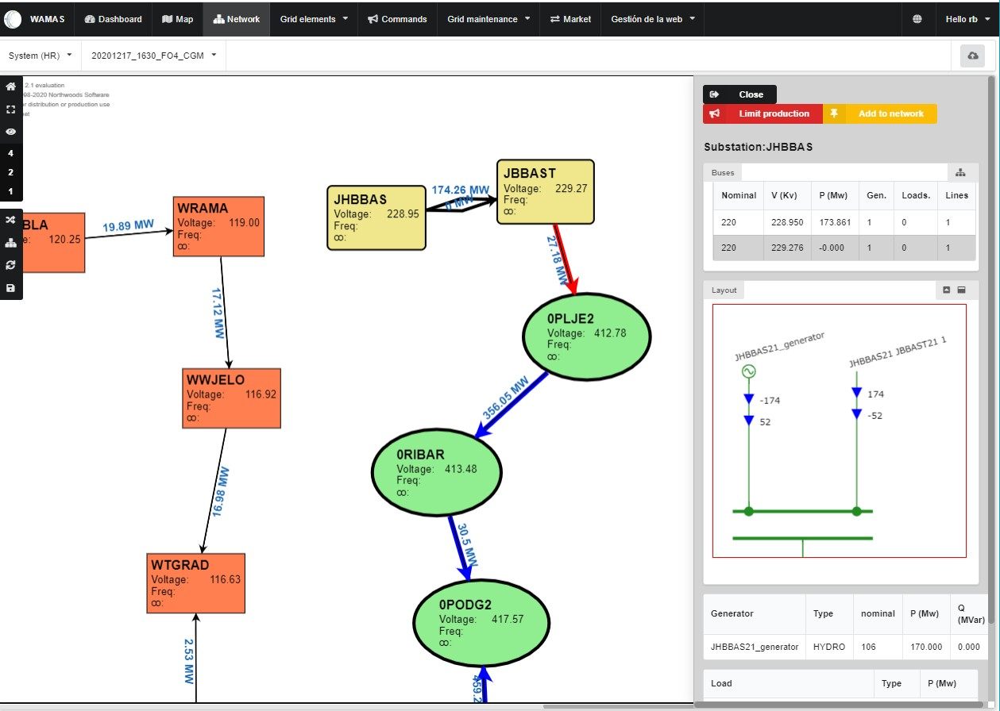 WAMAS Dashboard Map Network Grid elements Commands Grid maintenance Market Gestión de la web Hello rb
System (HR) 20201217_1630_FO4_CGM
2.1 evaluation
98-2020 Northwoods Software
r distribution or production use
et
4
2
1
Close
Limit production Add to network
Substation:JHBBAS
Buses
Nominal V (Kv) P (Mw) Gen. Loads. Lines
220 228.950 173.861 1 0 1
220 229.276 -0.000 1 0 1
Layout
JHBBAS21_generator
JHBBAS21 JBBAST21 1
-174
52
174
-52
Generator Type nominal P (Mw) Q (MVar)
JHBBAS21_generator HYDRO 106 170.000 0.000
Load Type P (Mw)
BLA
e: 120.25
19.89 MW
WRAMA
Voltage: 119.00
Freq:
∞:
17.12 MW
WWJELO
Voltage: 116.92
Freq:
∞:
16.98 MW
WTGRAD
Voltage: 116.63
Freq:
∞:
2.53 MW
JHBBAS
Voltage: 228.95
Freq:
∞:
174.26 MW
0 MW
JBBAST
Voltage: 229.27
Freq:
∞:
27.18 MW
0PLJE2
Voltage: 412.78
Freq:
∞:
356.05 MW
0RIBAR
Voltage: 413.48
Freq:
∞:
30.5 MW
0PODG2
Voltage: 417.57
Freq:
∞:
459.2